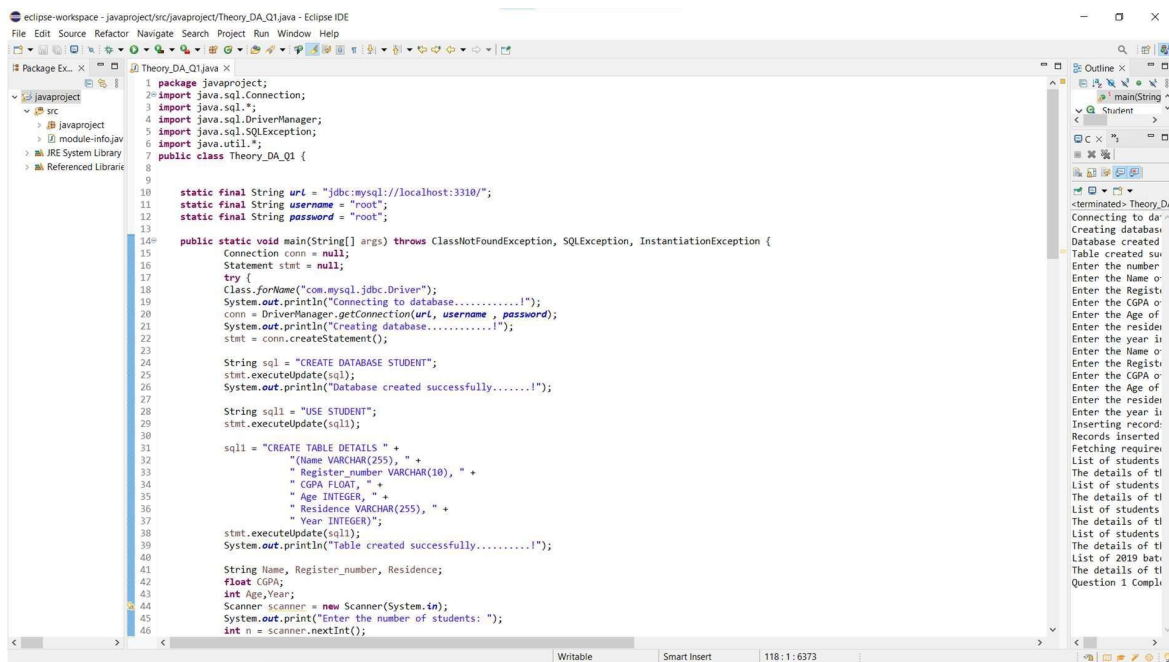 eclipse-workspace - javaproject/src/javaproject/Theory_DA_Q1.java - Eclipse IDE
File Edit Source Refactor Navigate Search Project Run Window Help
Package Ex...
javaproject
src
javaproject
module-info.jav
JRE System Library
Referenced Librarie
Theory_DA_Q1.java
1 package javaproject;
2 import java.sql.Connection;
3 import java.sql.*;
4 import java.sql.DriverManager;
5 import java.sql.SQLException;
6 import java.util.*;
7 public class Theory_DA_Q1 {
8
9
10 static final String url = "jdbc:mysql://localhost:3310/";
11 static final String username = "root";
12 static final String password = "root";
13
14 public static void main(String[] args) throws ClassNotFoundException, SQLException, InstantiationException {
15 Connection conn = null;
16 Statement stmt = null;
17 try {
18 Class.forName("com.mysql.jdbc.Driver");
19 System.out.println("Connecting to database............!");
20 conn = DriverManager.getConnection(url, username , password);
21 System.out.println("Creating database............!");
22 stmt = conn.createStatement();
23
24 String sql = "CREATE DATABASE STUDENT";
25 stmt.executeUpdate(sql);
26 System.out.println("Database created successfully.......!");
27
28 String sql1 = "USE STUDENT";
29 stmt.executeUpdate(sql1);
30
31 sql1 = "CREATE TABLE DETAILS " +
32 "(Name VARCHAR(255), " +
33 " Register_number VARCHAR(10), " +
34 " CGPA FLOAT, " +
35 " Age INTEGER, " +
36 " Residence VARCHAR(255), " +
37 " Year INTEGER)";
38 stmt.executeUpdate(sql1);
39 System.out.println("Table created successfully..........!");
40
41 String Name, Register_number, Residence;
42 float CGPA;
43 int Age,Year;
44 Scanner scanner = new Scanner(System.in);
45 System.out.print("Enter the number of students: ");
46 int n = scanner.nextInt();
Outline
main(String
Student
C
<terminated> Theory_DA
Connecting to da
Creating databas
Database created
Table created su
Enter the number
Enter the Name o
Enter the Regist
Enter the CGPA o
Enter the Age of
Enter the reside
Enter the year i
Enter the Name o
Enter the Regist
Enter the CGPA o
Enter the Age of
Enter the reside
Enter the year i
Inserting record
Records inserted
Fetching require
List of students
The details of t
List of students
The details of t
List of students
The details of t
List of students
The details of t
List of 2019 bat
The details of t
Question 1 Compl
Writable Smart Insert 118 : 1 : 6373